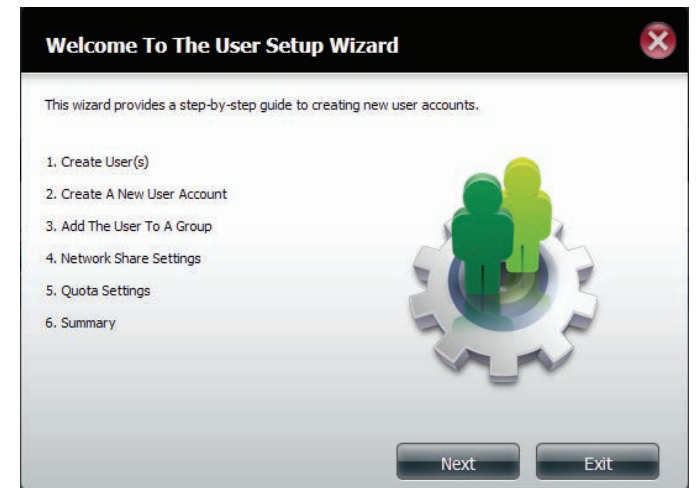 Welcome To The User Setup Wizard
This wizard provides a step-by-step guide to creating new user accounts.
1. Create User(s)
2. Create A New User Account
3. Add The User To A Group
4. Network Share Settings
5. Quota Settings
6. Summary
Next Exit